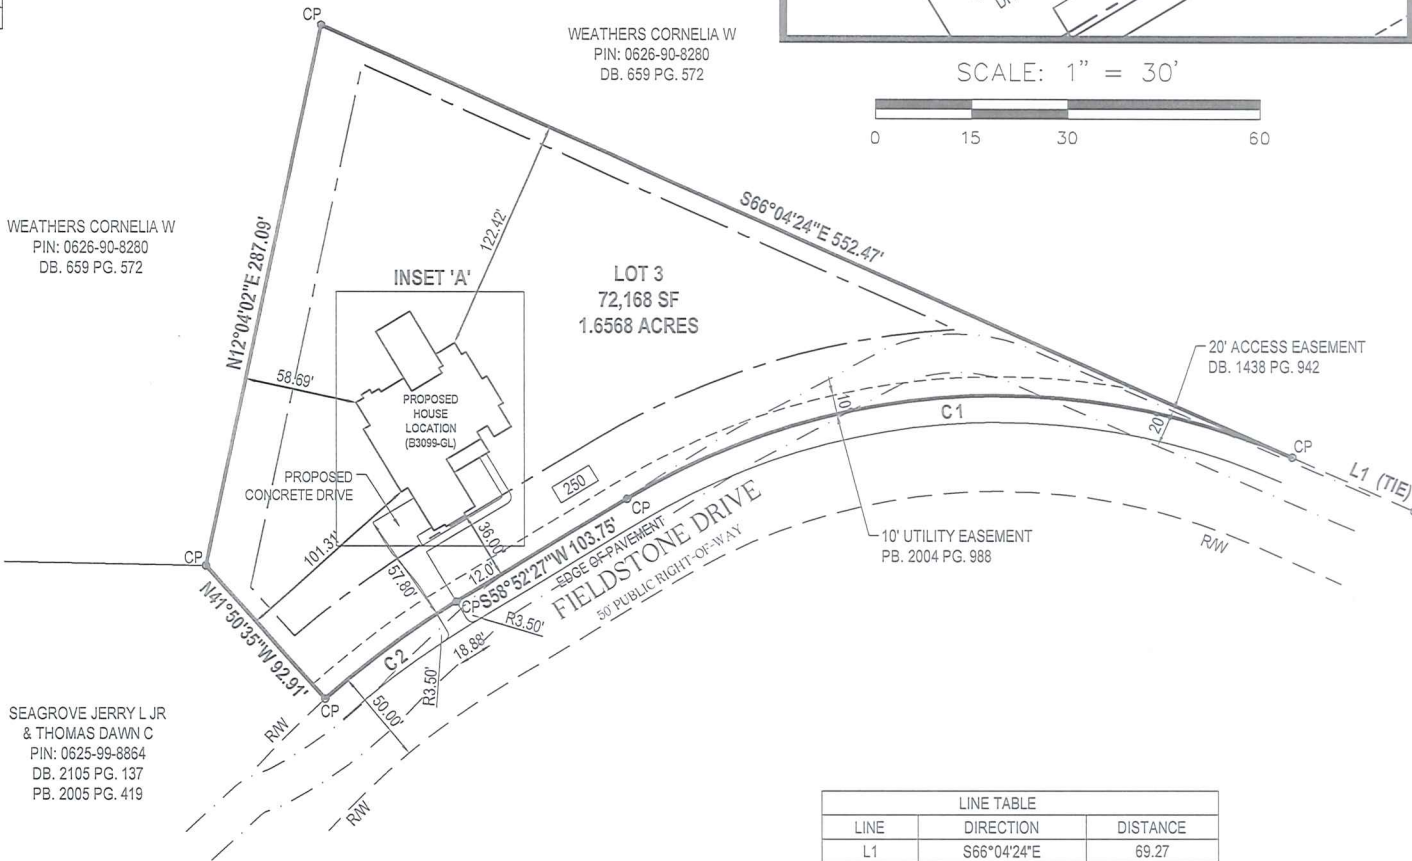 CP
WEATHERS CORNELIA W
PIN: 0626-90-8280
DB. 659 PG. 572
SCALE: 1" = 30'
0 15 30 60
S66°04'24"E 552.47'
WEATHERS CORNELIA W
PIN: 0626-90-8280
DB. 659 PG. 572
N12°04'02"E 287.09'
122.42'
INSET 'A'
LOT 3
72,168 SF
1.6568 ACRES
20' ACCESS EASEMENT
DB. 1438 PG. 942
58.69'
PROPOSED
HOUSE
LOCATION
(B3099-GL)
10'
C1
20'
CP
L1 (TIE)
PROPOSED
CONCRETE DRIVE
250
CP
36.00'
12.0'
S58°52'27"W 103.75'
EDGE OF PAVEMENT
FIELDSTONE DRIVE
50' PUBLIC RIGHT-OF-WAY
10' UTILITY EASEMENT
PB. 2004 PG. 988
R/W
CP
101.31'
57.80'
CP
R3.50'
N41°50'35"W 92.91'
C2
18.88'
R3.50'
CP
50.00'
R/W
R/W
SEAGROVE JERRY L JR
& THOMAS DAWN C
PIN: 0625-99-8864
DB. 2105 PG. 137
PB. 2005 PG. 419
LINE TABLE
LINE DIRECTION DISTANCE
L1 S66°04'24"E 69.27